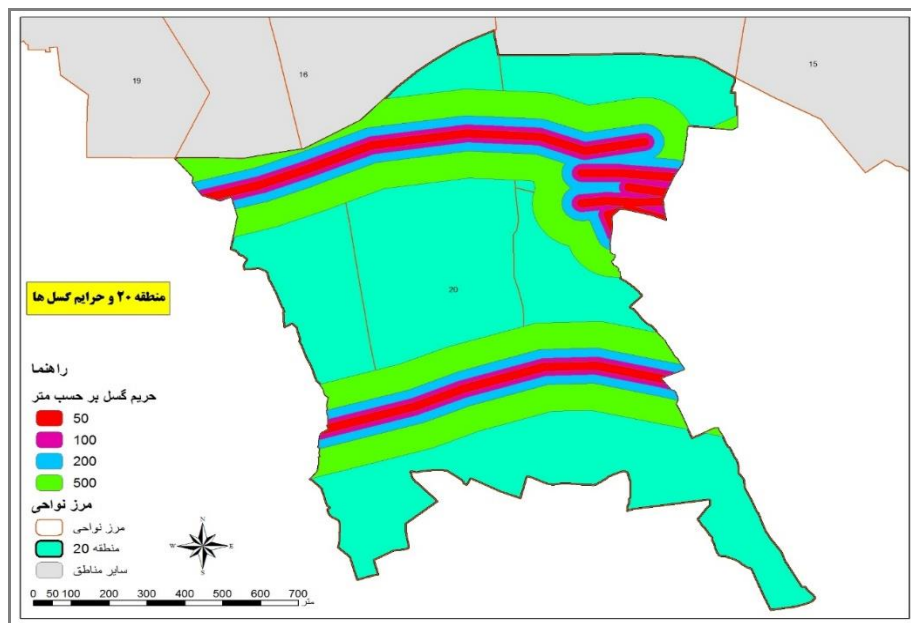 19
16
15
20
منطقه ۲۰ و حرایم گسل ها
راهنما
حریم گسل بر حسب متر
50
100
200
500
مرز نواحی
مرز نواحی
منطقه 20
سایر مناطق
N
W E
S
0 50 100 200 300 400 500 600 700 متر